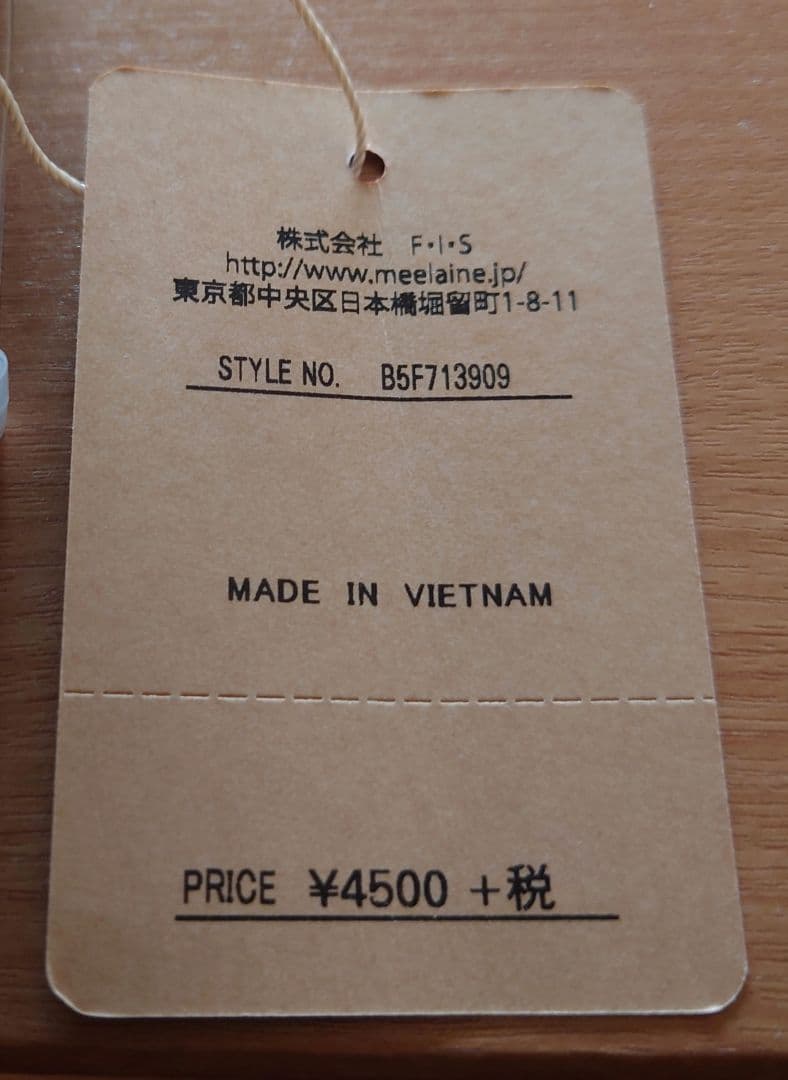 株式会社 F・I・S
http://www.meelaine.jp/
東京都中央区日本橋堀留町1-8-11
STYLE NO. B5F713909
MADE IN VIETNAM
PRICE ¥4500 +税